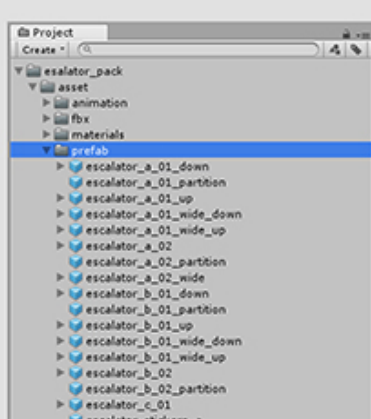 Project
Create
esalator_pack
asset
animation
fbx
materials
prefab
escalator_a_01_down
escalator_a_01_partition
escalator_a_01_up
escalator_a_01_wide_down
escalator_a_01_wide_up
escalator_a_02
escalator_a_02_partition
escalator_a_02_wide
escalator_b_01_down
escalator_b_01_partition
escalator_b_01_up
escalator_b_01_wide_down
escalator_b_01_wide_up
escalator_b_02
escalator_b_02_partition
escalator_c_01